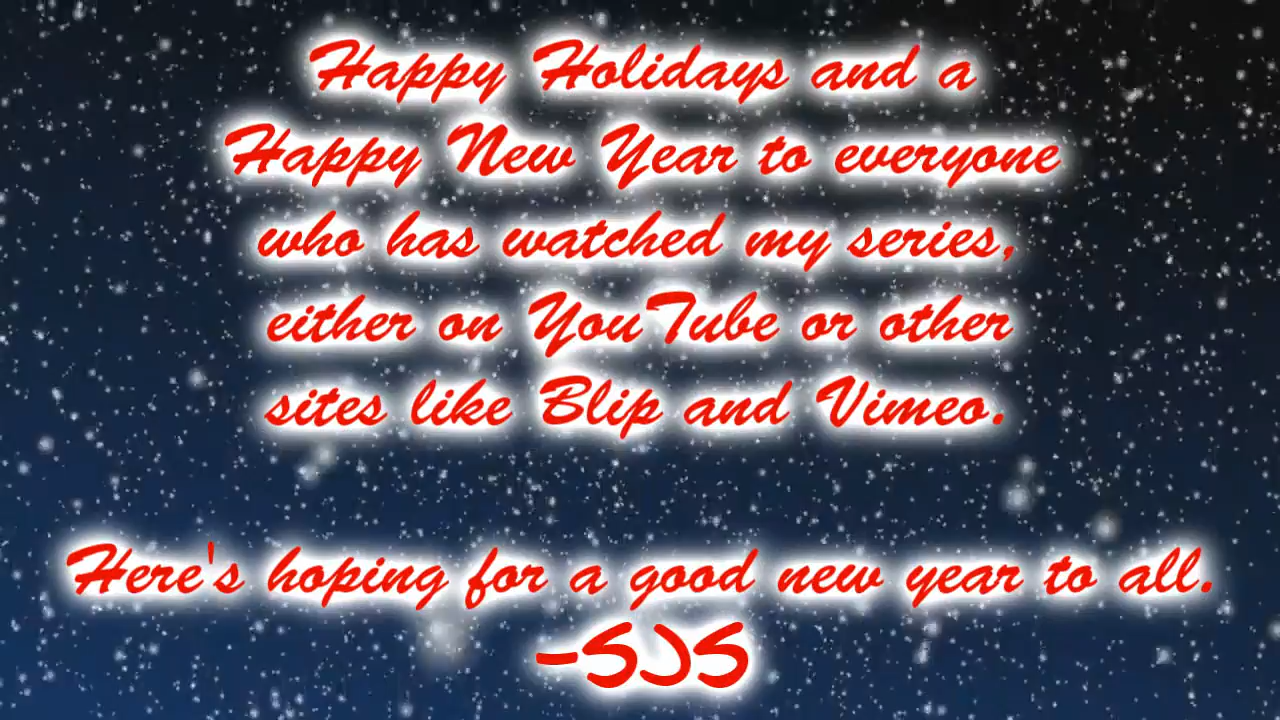 Happy Holidays and a
Happy New Year to everyone
who has watched my series,
either on YouTube or other
sites like Blip and Vimeo.
Here's hoping for a good new year to all.
-SJS